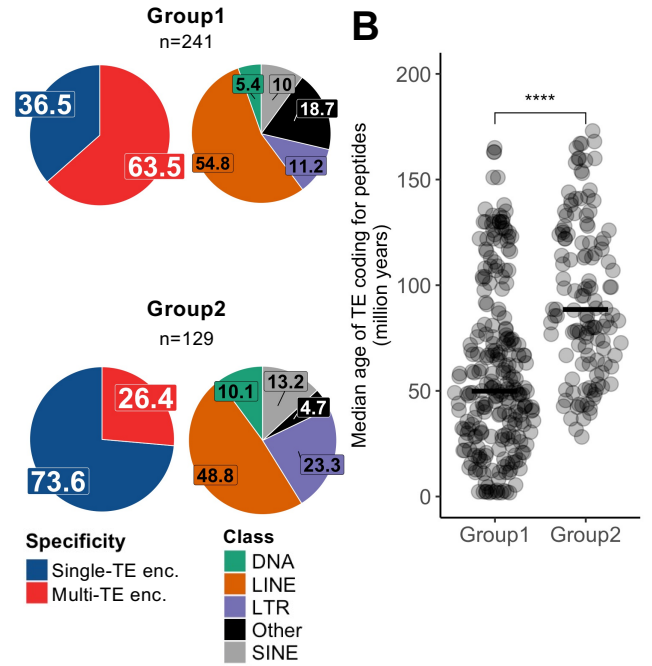 Group1
n=241
36.5
63.5
5.4
10
18.7
11.2
54.8
Group2
n=129
26.4
73.6
10.1
13.2
4.7
23.3
48.8
Specificity
Single-TE enc.
Multi-TE enc.
Class
DNA
LINE
LTR
Other
SINE
B
Median age of TE coding for peptides
(million years)
200
150
100
50
0
****
Group1
Group2